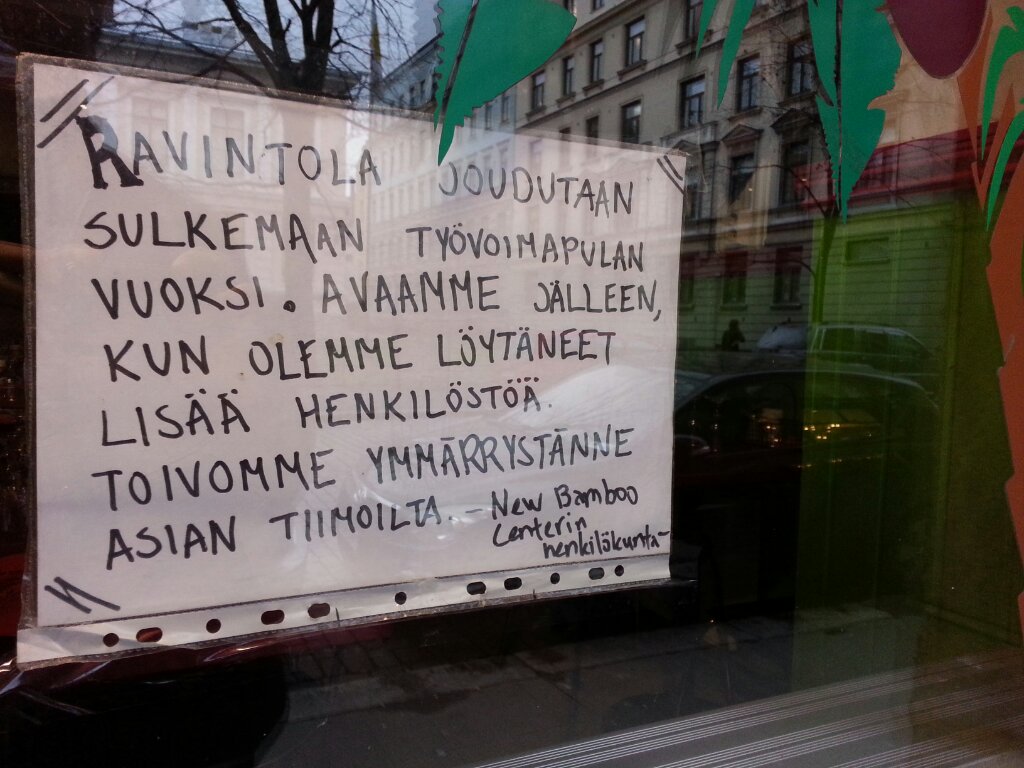 RAVINTOLA JOUDUTAAN
SULKEMAAN TYÖVOIMAPULAN
VUOKSI. AVAAMME JÄLLEEN,
KUN OLEMME LÖYTÄNEET
LISÄÄ HENKILÖSTÖÄ.
TOIVOMME YMMÄRRYSTÄNNE
ASIAN TIIMOILTA. - New Bamboo
Centerin
henkilökunta-